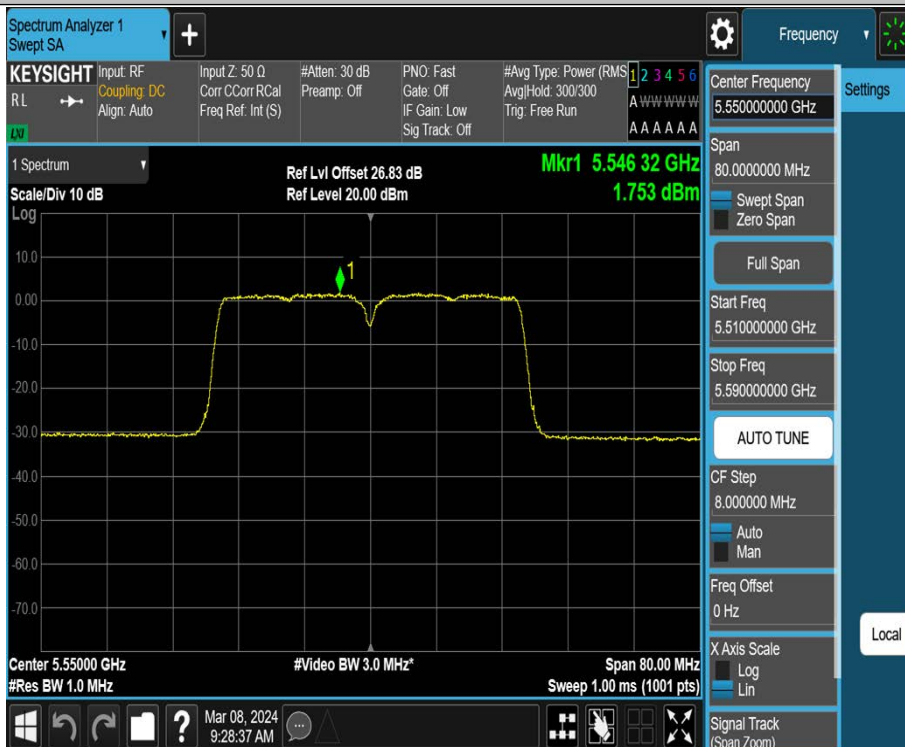 Spectrum Analyzer 1
Swept SA
+
Frequency
KEYSIGHT
R L
LXI
Input: RF
Coupling: DC
Align: Auto
Input Z: 50 Ω
Corr CCorr RCal
Freq Ref: Int (S)
#Atten: 30 dB
Preamp: Off
PNO: Fast
Gate: Off
IF Gain: Low
Sig Track: Off
#Avg Type: Power (RMS
Avg|Hold: 300/300
Trig: Free Run
1 2 3 4 5 6
A W W W W W
A A A A A A
1 Spectrum
Scale/Div 10 dB
Log
Ref Lvl Offset 26.83 dB
Ref Level 20.00 dBm
Mkr1 5.546 32 GHz
1.753 dBm
1
10.0
0.00
-10.0
-20.0
-30.0
-40.0
-50.0
-60.0
-70.0
Center 5.55000 GHz
#Res BW 1.0 MHz
#Video BW 3.0 MHz*
Span 80.00 MHz
Sweep 1.00 ms (1001 pts)
Center Frequency
5.550000000 GHz
Settings
Span
80.0000000 MHz
Swept Span
Zero Span
Full Span
Start Freq
5.510000000 GHz
Stop Freq
5.590000000 GHz
AUTO TUNE
CF Step
8.000000 MHz
Auto
Man
Freq Offset
0 Hz
X Axis Scale
Log
Lin
Local
Signal Track
(Span Zoom)
?
Mar 08, 2024
9:28:37 AM